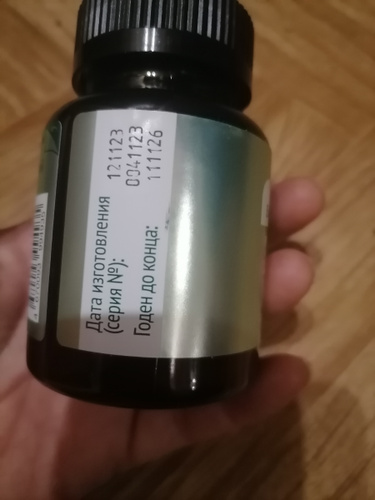 Дата изготовления 121123
(серия №): 0041123
Годен до конца: 111126